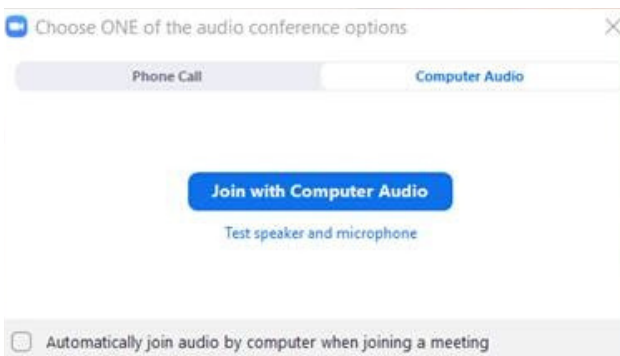 Choose ONE of the audio conference options
Phone Call
Computer Audio
Join with Computer Audio
Test speaker and microphone
Automatically join audio by computer when joining a meeting